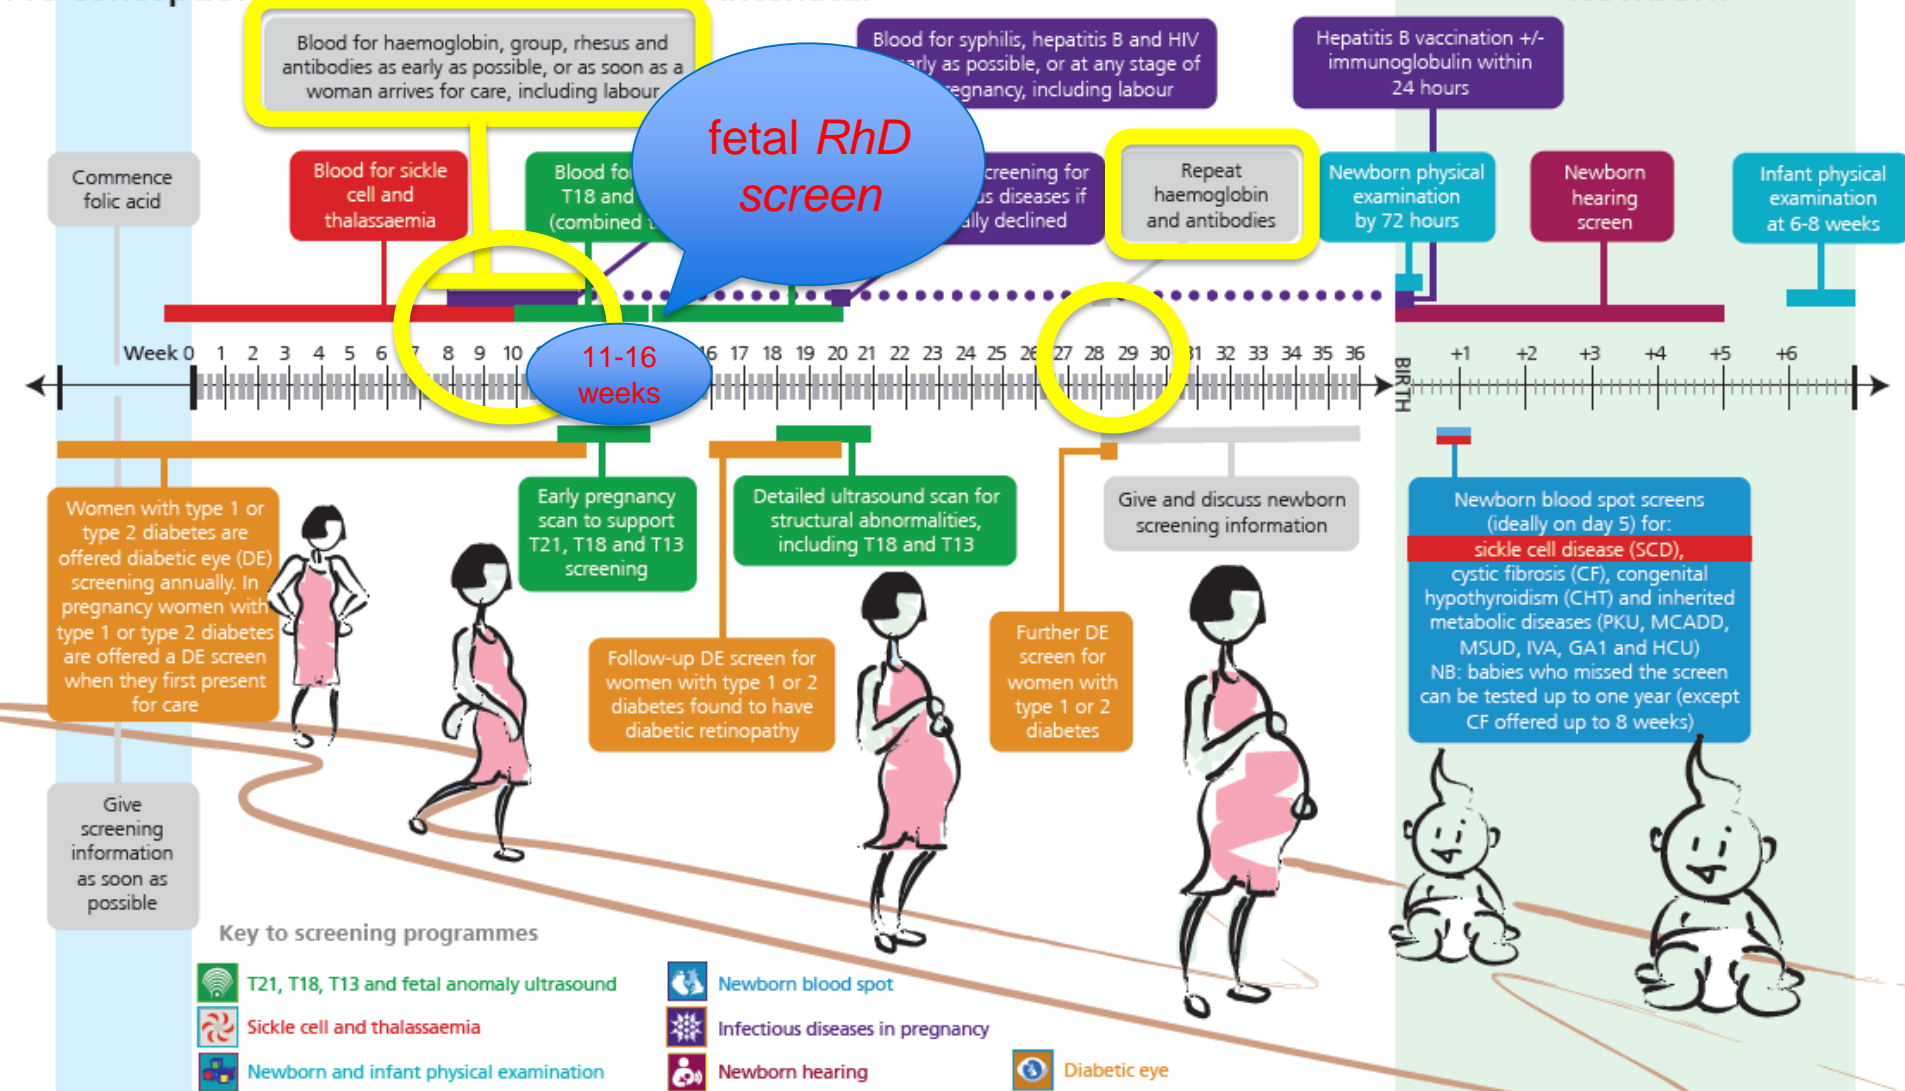 Blood for haemoglobin, group, rhesus and
antibodies as early as possible, or as soon as a
woman arrives for care, including labour
Blood for syphilis, hepatitis B and HIV
as possible, or at any stage of
including labour
Hepatitis B vaccination +/-
immunoglobulin within
24 hours
fetal RhD
screen
Commence
folic acid
Blood for sickle
cell and
thalassaemia
Blood for
T18 and
(combined
for
diseases if
declined
Repeat
haemoglobin
and antibodies
Newborn physical
examination
by 72 hours
Newborn
hearing
screen
Infant physical
examination
at 6-8 weeks
Week 0 1 2 3 4 5 6 7 8 9 10 16 17 18 19 20 21 22 23 24 25 26 27 28 29 30 31 32 33 34 35 36
BIRTH
+1 +2 +3 +4 +5 +6
11-16
weeks
Women with type 1 or
type 2 diabetes are
offered diabetic eye (DE)
screening annually. In
pregnancy women with
type 1 or type 2 diabetes
are offered a DE screen
when they first present
for care
Early pregnancy
scan to support
T21, T18 and T13
screening
Detailed ultrasound scan for
structural abnormalities,
including T18 and T13
Give and discuss newborn
screening information
Newborn blood spot screens
(ideally on day 5) for:
sickle cell disease (SCD),
cystic fibrosis (CF), congenital
hypothyroidism (CHT) and inherited
metabolic diseases (PKU, MCADD,
MSUD, IVA, GA1 and HCU)
NB: babies who missed the screen
can be tested up to one year (except
CF offered up to 8 weeks)
Follow-up DE screen for
women with type 1 or 2
diabetes found to have
diabetic retinopathy
Further DE
screen for
women with
type 1 or 2
diabetes
Give
screening
information
as soon as
possible
Key to screening programmes
T21, T18, T13 and fetal anomaly ultrasound
Sickle cell and thalassaemia
Newborn and infant physical examination
Newborn blood spot
Infectious diseases in pregnancy
Newborn hearing
Diabetic eye